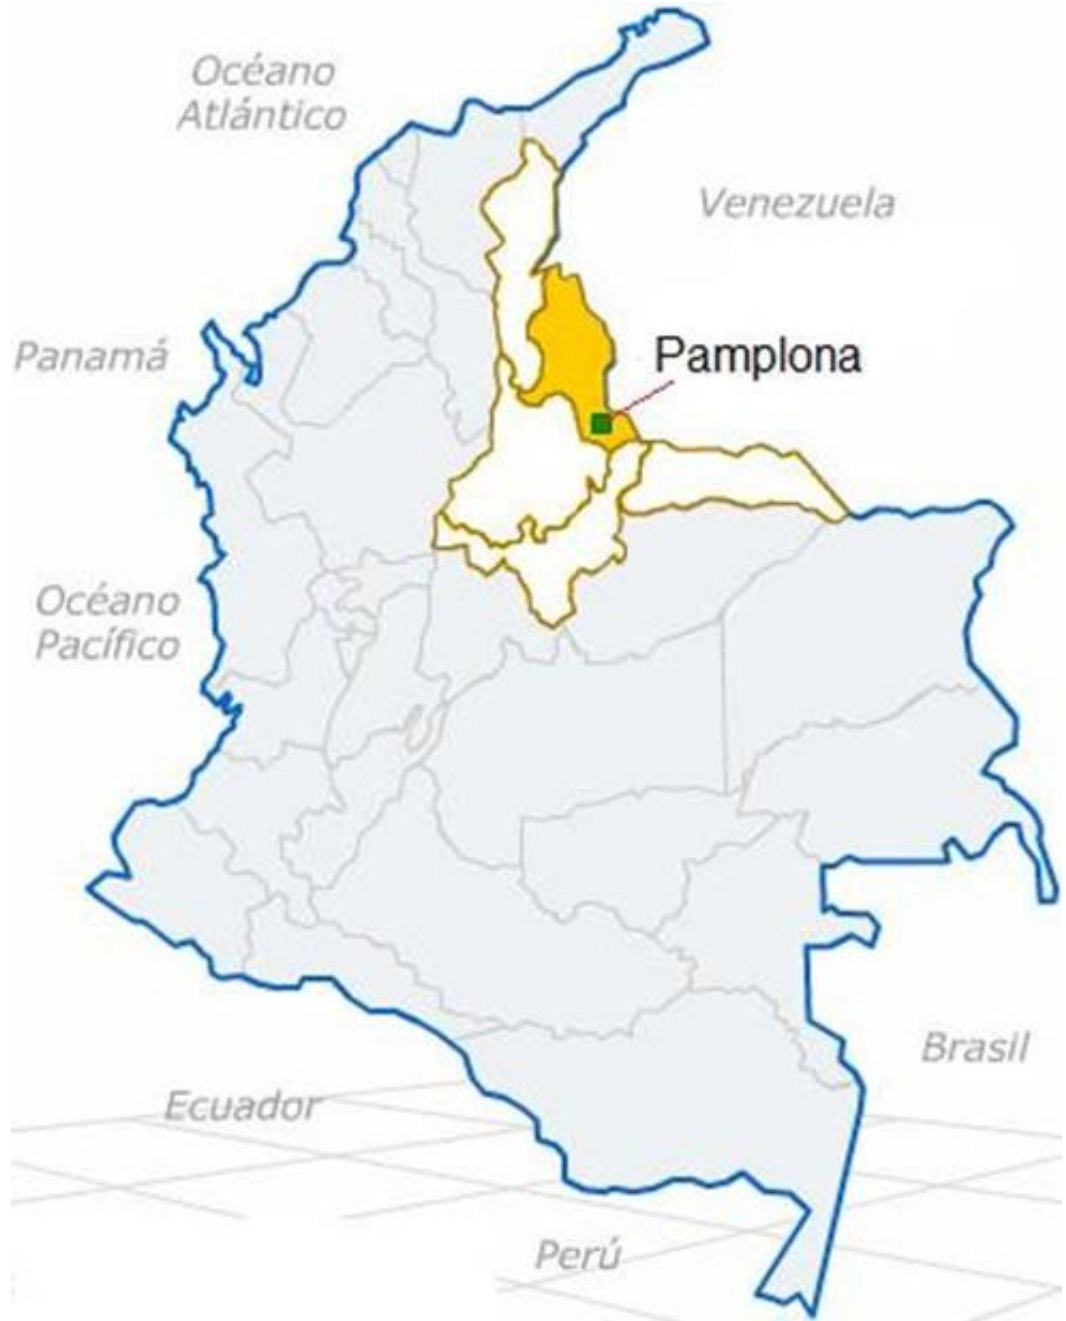 Océano
Atlántico
Venezuela
Panamá
Pamplona
Océano
Pacífico
Brasil
Ecuador
Perú